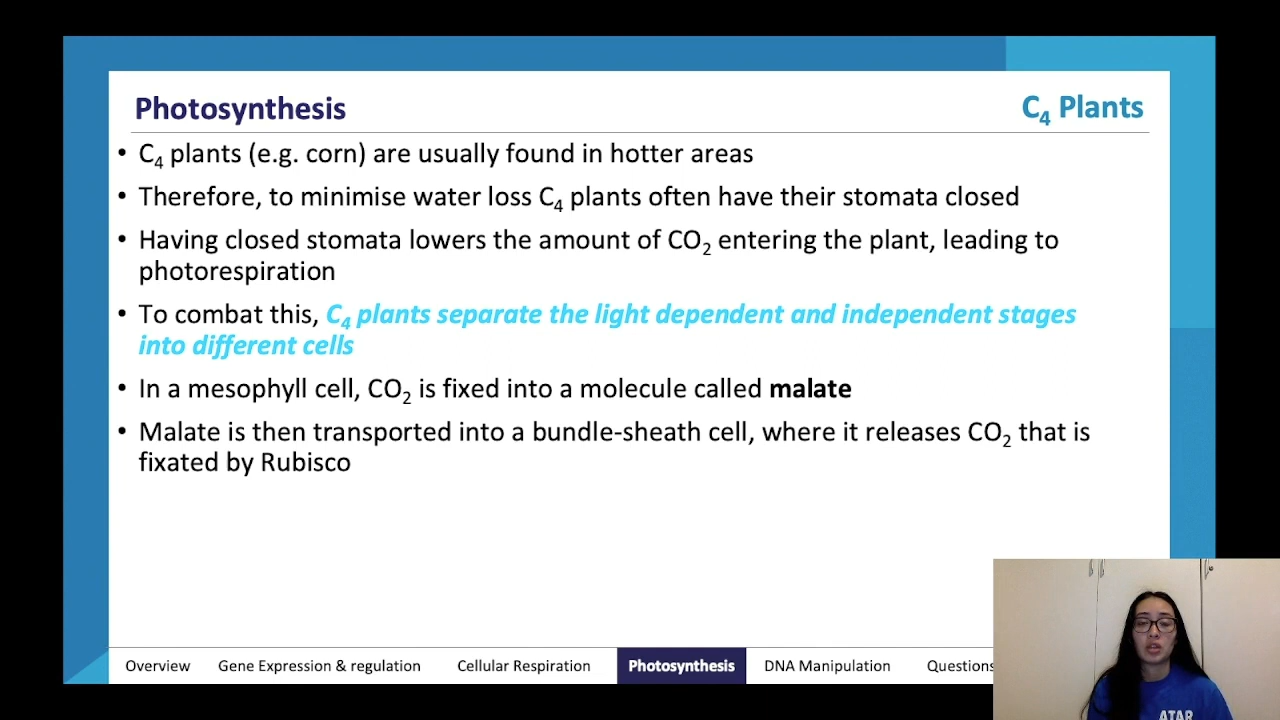 Photosynthesis
C4 Plants
• C4 plants (e.g. corn) are usually found in hotter areas
• Therefore, to minimise water loss C4 plants often have their stomata closed
• Having closed stomata lowers the amount of CO2 entering the plant, leading to
photorespiration
• To combat this, C4 plants separate the light dependent and independent stages
into different cells
• In a mesophyll cell, CO2 is fixed into a molecule called malate
• Malate is then transported into a bundle-sheath cell, where it releases CO2 that is
fixated by Rubisco
Overview Gene Expression & regulation Cellular Respiration Photosynthesis DNA Manipulation Questions
ATAR